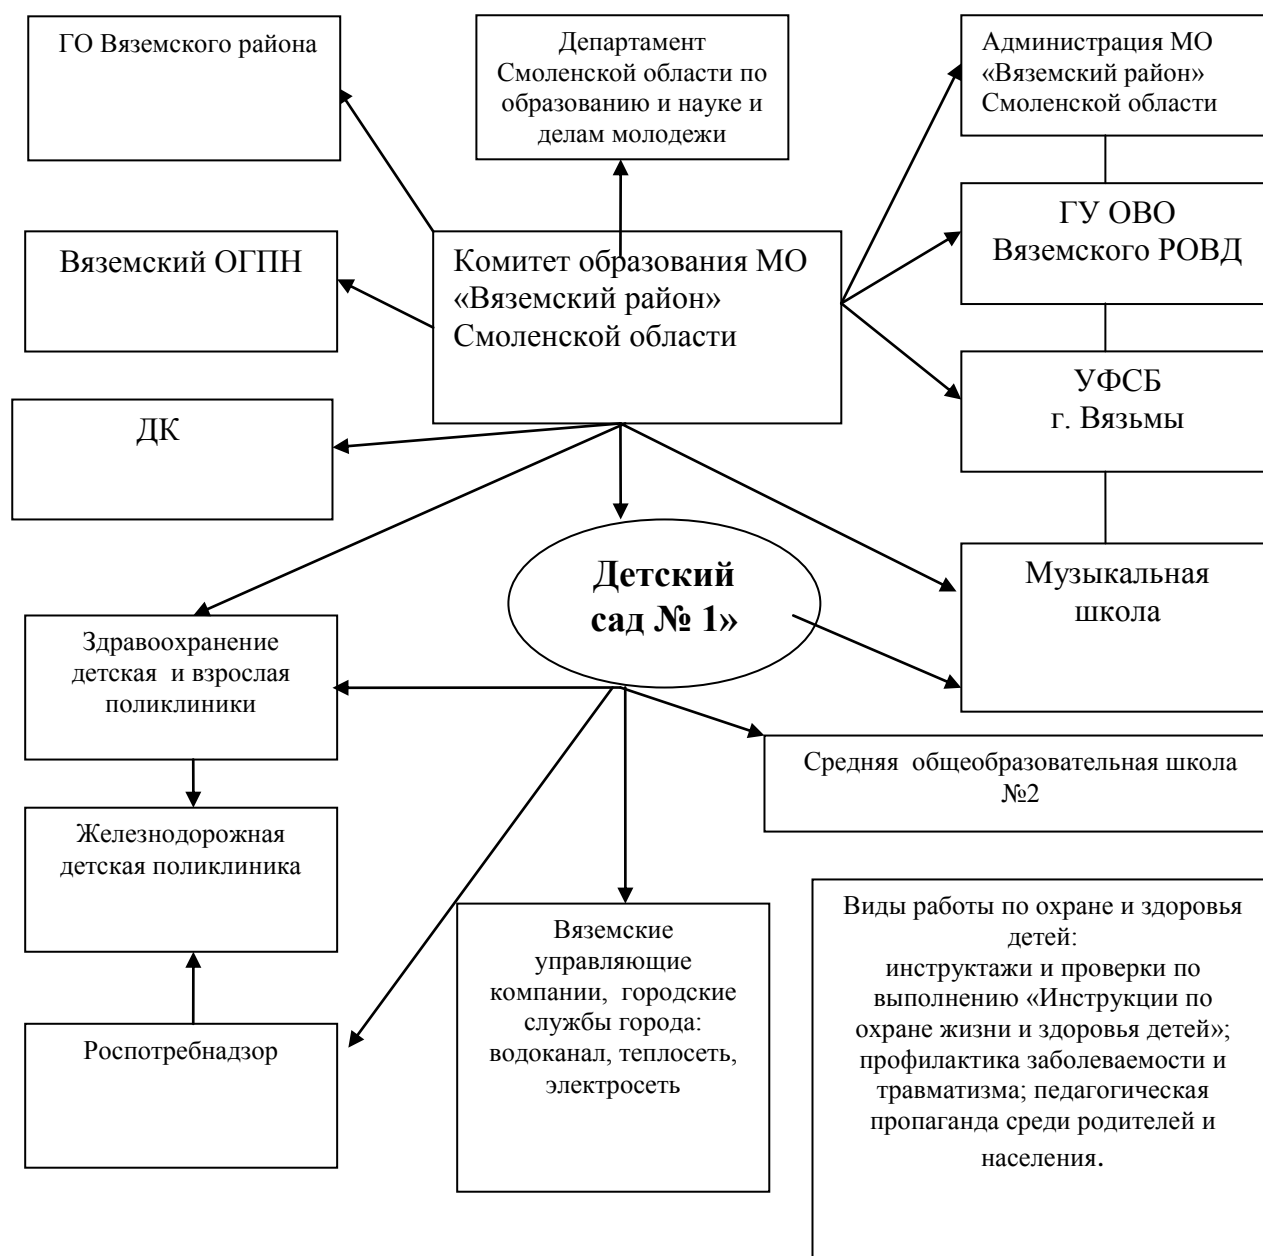 ГО Вяземского района
Департамент
Смоленской области по
образованию и науке и
делам молодежи
Администрация МО
«Вяземский район»
Смоленской области
Вяземский ОГПН
Комитет образования МО
«Вяземский район»
Смоленской области
ГУ ОВО
Вяземского РОВД
ДК
УФСБ
г. Вязьмы
Детский
сад № 1»
Музыкальная
школа
Здравоохранение
детская и взрослая
поликлиники
Средняя общеобразовательная школа
№2
Железнодорожная
детская поликлиника
Роспотребнадзор
Вяземские
управляющие
компании, городские
службы города:
водоканал, теплосеть,
электросеть
Виды работы по охране и здоровья
детей:
инструктажи и проверки по
выполнению «Инструкции по
охране жизни и здоровья детей»;
профилактика заболеваемости и
травматизма; педагогическая
пропаганда среди родителей и
населения.